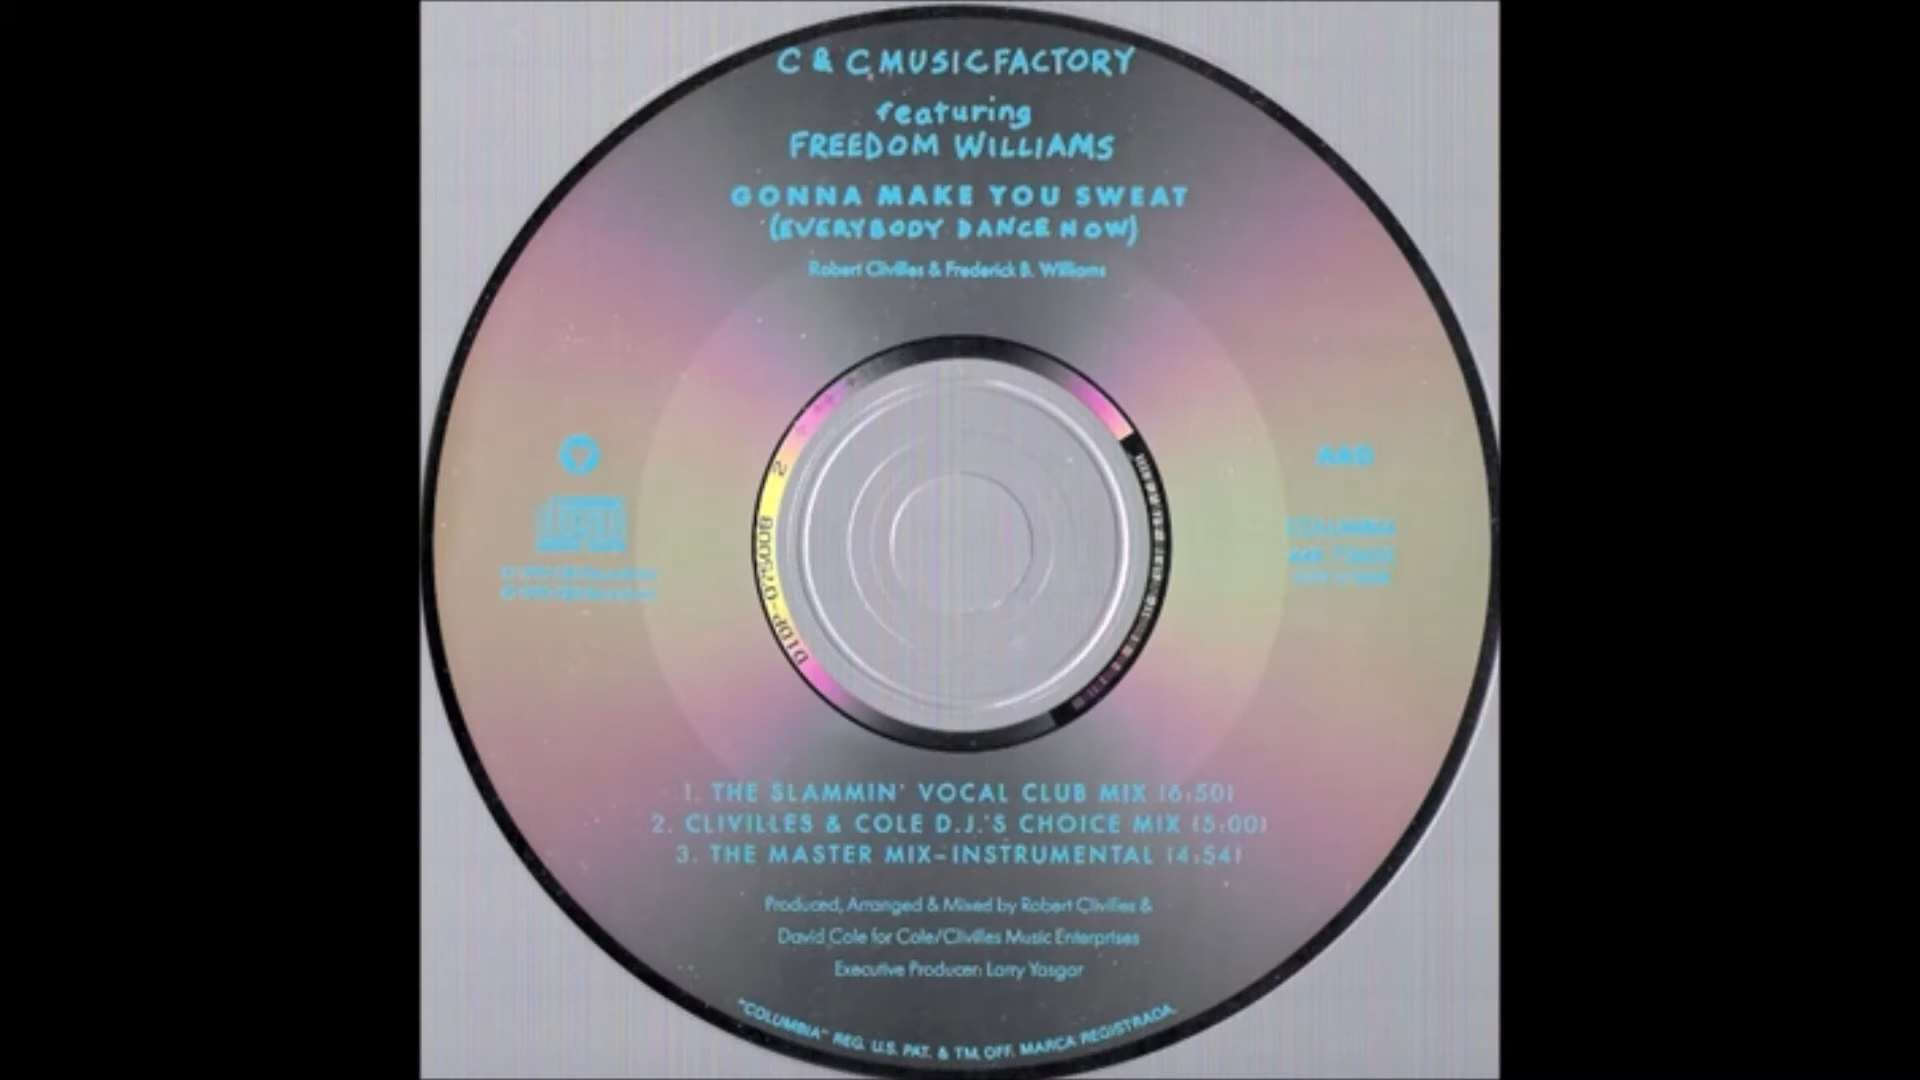 C & C MUSIC FACTORY
featuring
FREEDOM WILLIAMS
GONNA MAKE YOU SWEAT
(EVERYBODY DANCE NOW)
Robert Clivilles & Frederick B. Williams
AAD
COLUMBIA
2
DIDP-075008
1. THE SLAMMIN' VOCAL CLUB MIX (6:50)
2. CLIVILLES & COLE D.J.'S CHOICE MIX (5:00)
3. THE MASTER MIX-INSTRUMENTAL (4:54)
Produced, Arranged & Mixed by Robert Clivilles &
David Cole for Cole/Clivilles Music Enterprises
Executive Producer: Larry Yasgar
"COLUMBIA" REG. U.S. PAT. & TM. OFF. MARCA REGISTRADA.